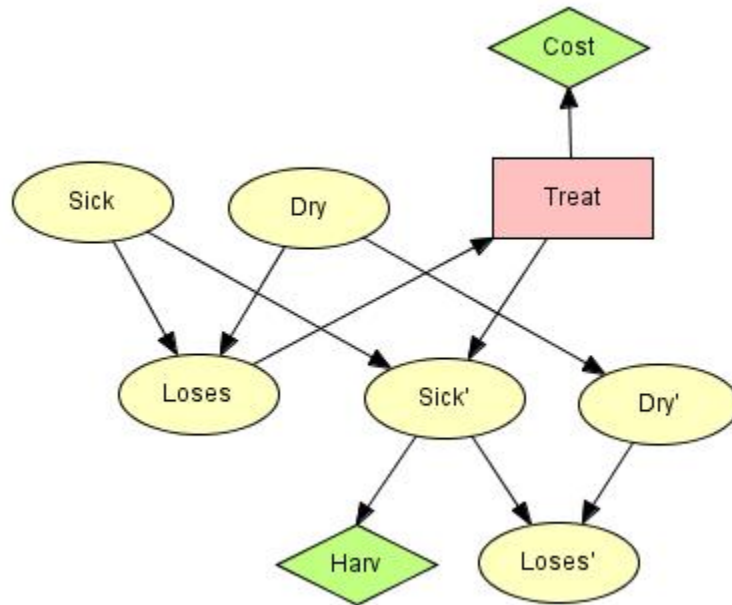 Cost
Sick
Dry
Treat
Loses
Sick'
Dry'
Harv
Loses'